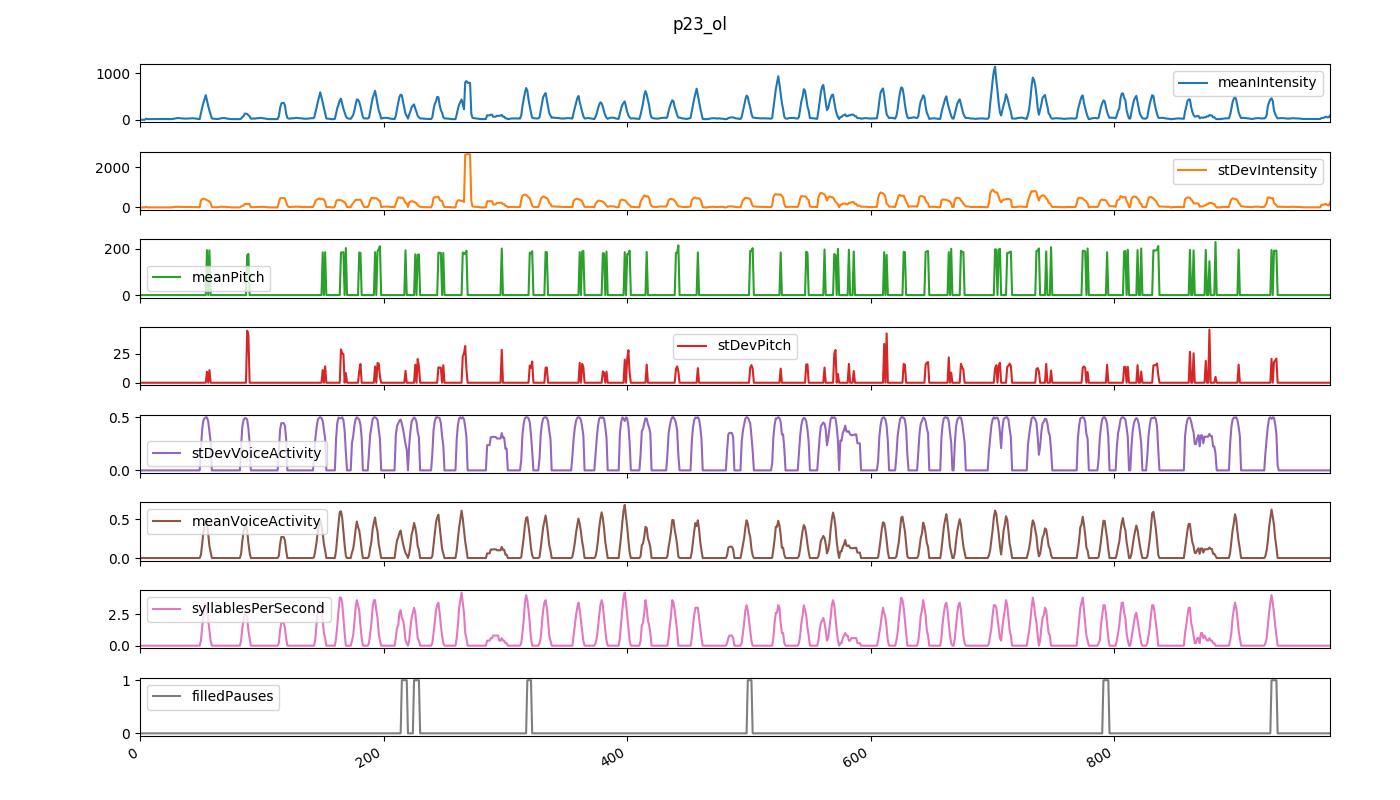 p23_ol
1000
0
meanIntensity
2000
0
stDevIntensity
200
0
meanPitch
25
0
stDevPitch
0.5
0.0
stDevVoiceActivity
0.5
0.0
meanVoiceActivity
2.5
0.0
syllablesPerSecond
1
0
filledPauses
0 200 400 600 800